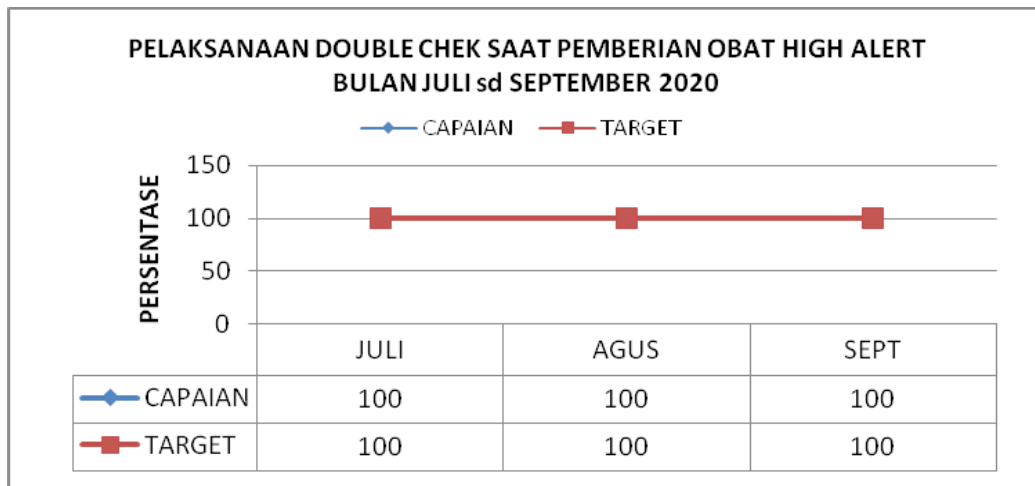 PELAKSANAAN DOUBLE CHEK SAAT PEMBERIAN OBAT HIGH ALERT
BULAN JULI sd SEPTEMBER 2020
CAPAIAN TARGET
PERSENTASE
150
100
50
0
JULI AGUS SEPT
CAPAIAN 100 100 100
TARGET 100 100 100